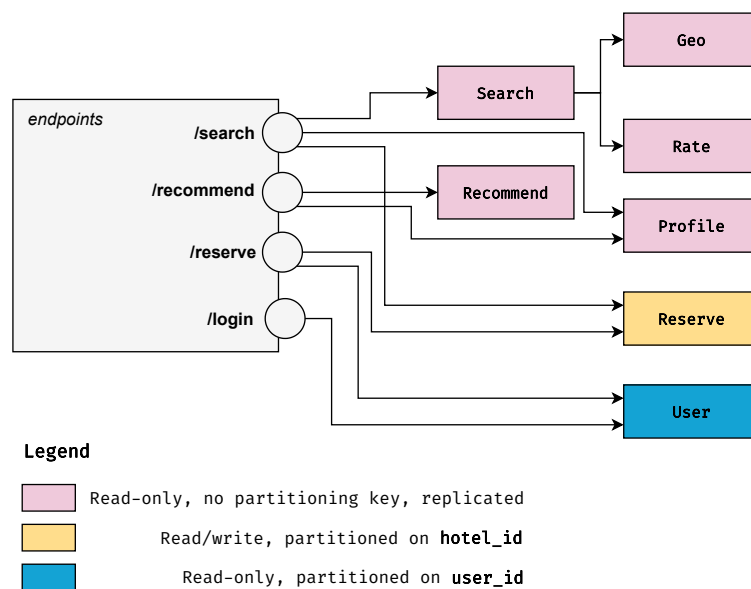 endpoints
/search
/recommend
/reserve
/login
Search
Recommend
Geo
Rate
Profile
Reserve
User
Legend
Read-only, no partitioning key, replicated
Read/write, partitioned on hotel_id
Read-only, partitioned on user_id